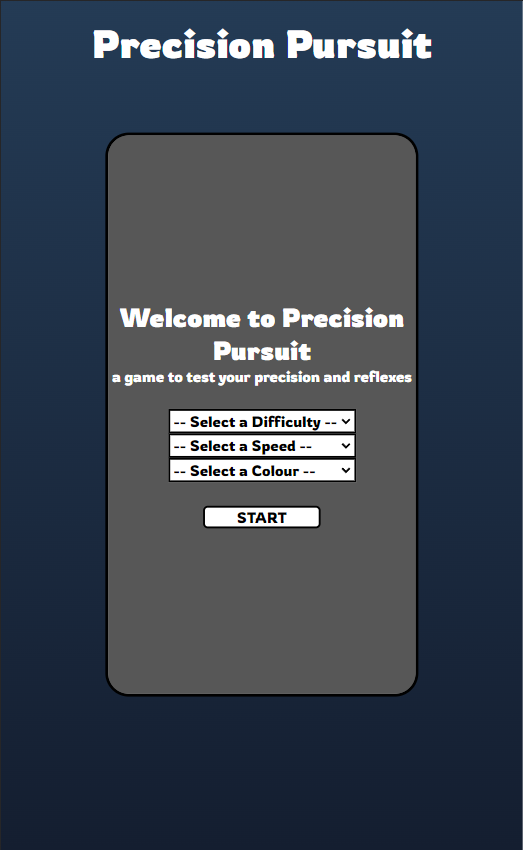 Precision Pursuit
Welcome to Precision
Pursuit
a game to test your precision and reflexes
-- Select a Difficulty --
-- Select a Speed --
-- Select a Colour --
START